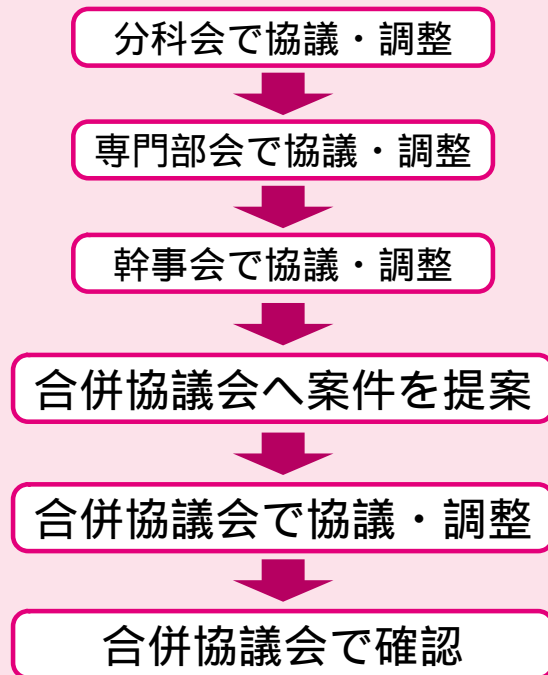 分科会で協議・調整
専門部会で協議・調整
幹事会で協議・調整
合併協議会へ案件を提案
合併協議会で協議・調整
合併協議会で確認